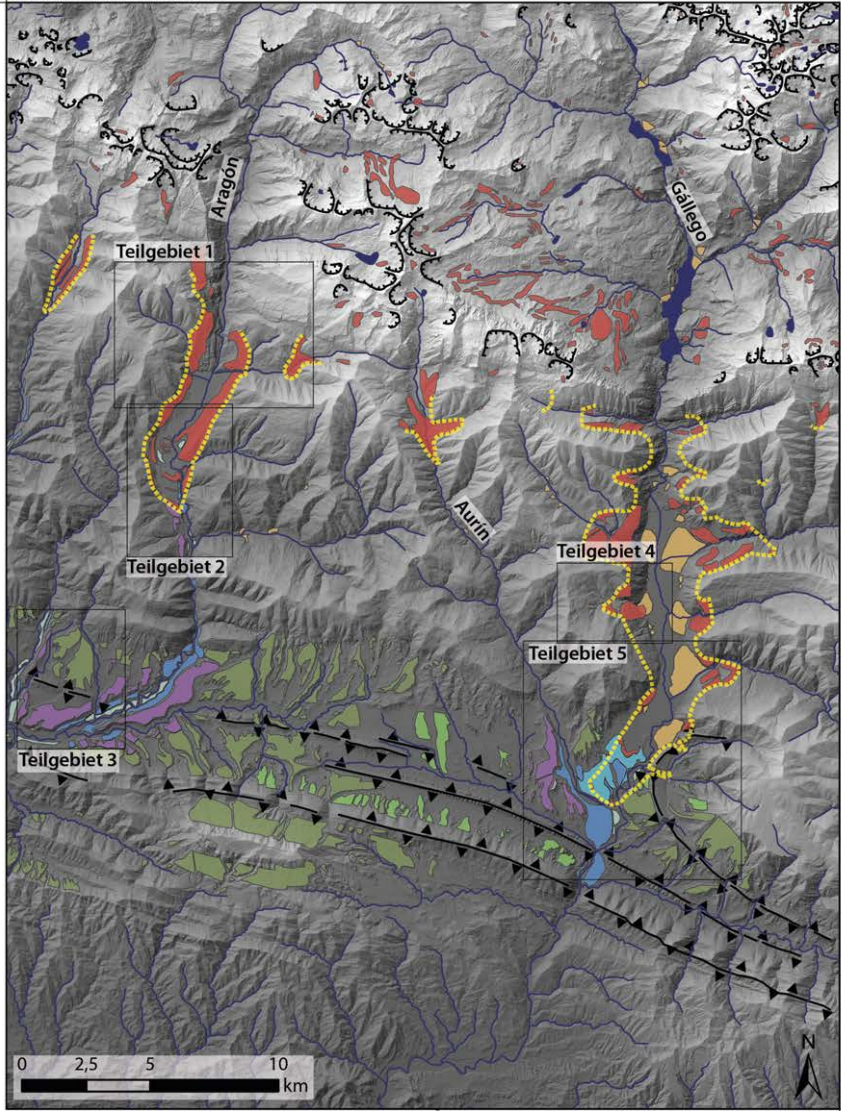 Aragón
Gállego
Teilgebiet 1
Aurín
Teilgebiet 4
Teilgebiet 2
Teilgebiet 5
Teilgebiet 3
0 2,5 5 10
km
N